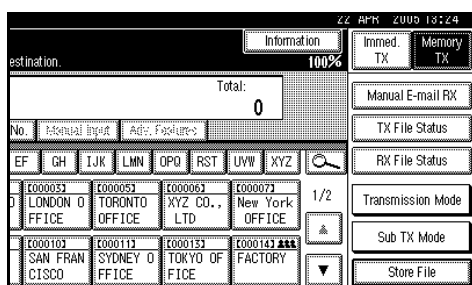 22 APR 2005 13:24
Information
Immed. TX
Memory TX
estination.
100%
Total:
0
Manual E-mail RX
No.
Manual Input
Adv. Features
TX File Status
EF
GH
IJK
LMN
OPQ
RST
UVW
XYZ
RX File Status
[00003]
LONDON O
FFICE
[00005]
TORONTO
OFFICE
[00006]
XYZ CO.,
LTD
[00007]
New York
OFFICE
1/2
Transmission Mode
[00010]
SAN FRAN
CISCO
[00011]
SYDNEY O
FFICE
[00013]
TOKYO OF
FICE
[00014]
FACTORY
Sub TX Mode
Store File